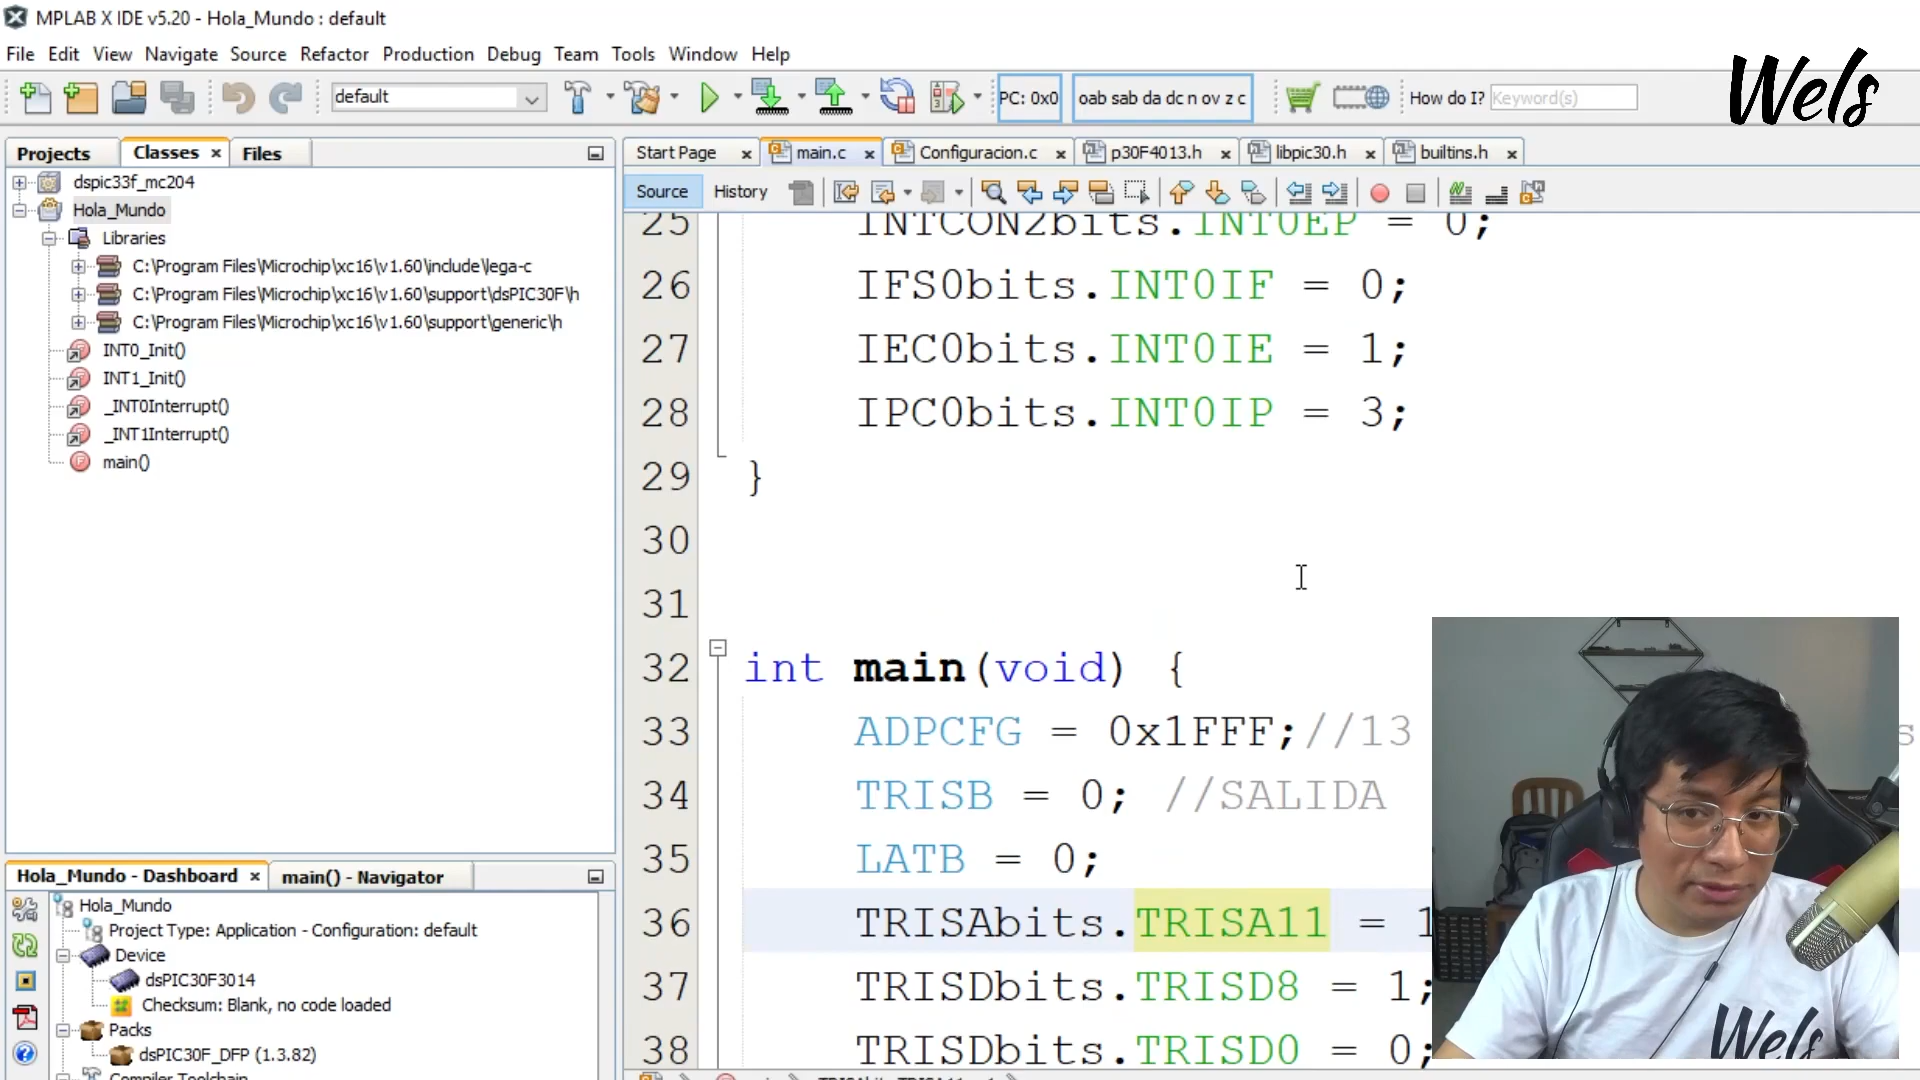 MPLAB X IDE v5.20 - Hola_Mundo : default
File Edit View Navigate Source Refactor Production Debug Team Tools Window Help
default
PC: 0x0
oab sab da dc n ov z c
How do I? Keyword(s)
Wels
Projects
Classes
Files
dspic33f_mc204
Hola_Mundo
Libraries
C:\Program Files\Microchip\xc16\v1.60\include\lega-c
C:\Program Files\Microchip\xc16\v1.60\support\dsPIC30F\h
C:\Program Files\Microchip\xc16\v1.60\support\generic\h
INT0_Init()
INT1_Init()
_INT0Interrupt()
_INT1Interrupt()
main()
Hola_Mundo - Dashboard
main() - Navigator
Hola_Mundo
Project Type: Application - Configuration: default
Device
dsPIC30F3014
Checksum: Blank, no code loaded
Packs
dsPIC30F_DFP (1.3.82)
Compiler Toolchain
Start Page
main.c
Configuracion.c
p30F4013.h
libpic30.h
builtins.h
Source
History
25 INTCON2bits.INT0EP = 0;
26 IFS0bits.INT0IF = 0;
27 IEC0bits.INT0IE = 1;
28 IPC0bits.INT0IP = 3;
29 }
30
31
32 int main(void) {
33 ADPCFG = 0x1FFF;//13
34 TRISB = 0; //SALIDA
35 LATB = 0;
36 TRISAbits.TRISA11 = 1
37 TRISDbits.TRISD8 = 1;
38 TRISDbits.TRISD0 = 0;
Wels